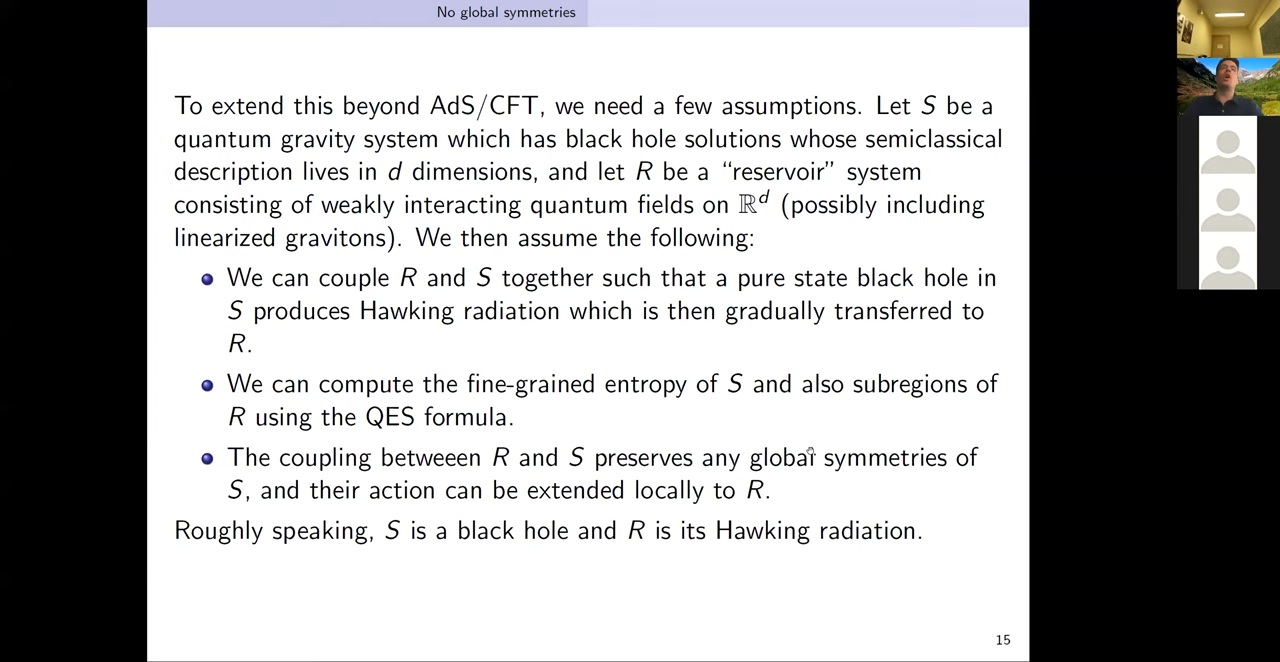 No global symmetries
To extend this beyond AdS/CFT, we need a few assumptions. Let S be a
quantum gravity system which has black hole solutions whose semiclassical
description lives in d dimensions, and let R be a “reservoir” system
consisting of weakly interacting quantum fields on ℝᵈ (possibly including
linearized gravitons). We then assume the following:
We can couple R and S together such that a pure state black hole in
S produces Hawking radiation which is then gradually transferred to
R.
We can compute the fine-grained entropy of S and also subregions of
R using the QES formula.
The coupling betweeen R and S preserves any global symmetries of
S, and their action can be extended locally to R.
Roughly speaking, S is a black hole and R is its Hawking radiation.
15